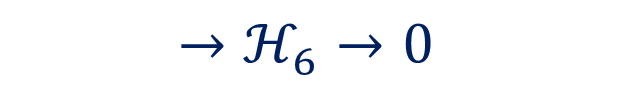 → ℋ₆ → 0